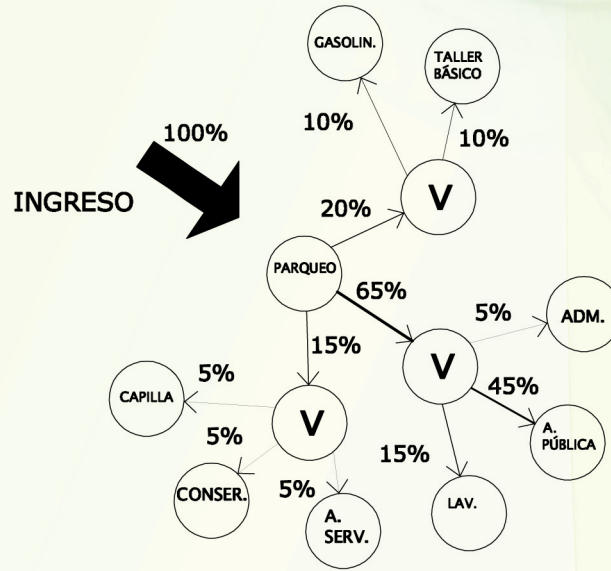 GASOLIN.
TALLER
BÁSICO
100%
10%
10%
INGRESO
V
20%
PARQUEO
65%
5%
ADM.
15%
V
5%
45%
CAPILLA
V
A.
PÚBLICA
5%
15%
CONSER.
5%
LAV.
A.
SERV.